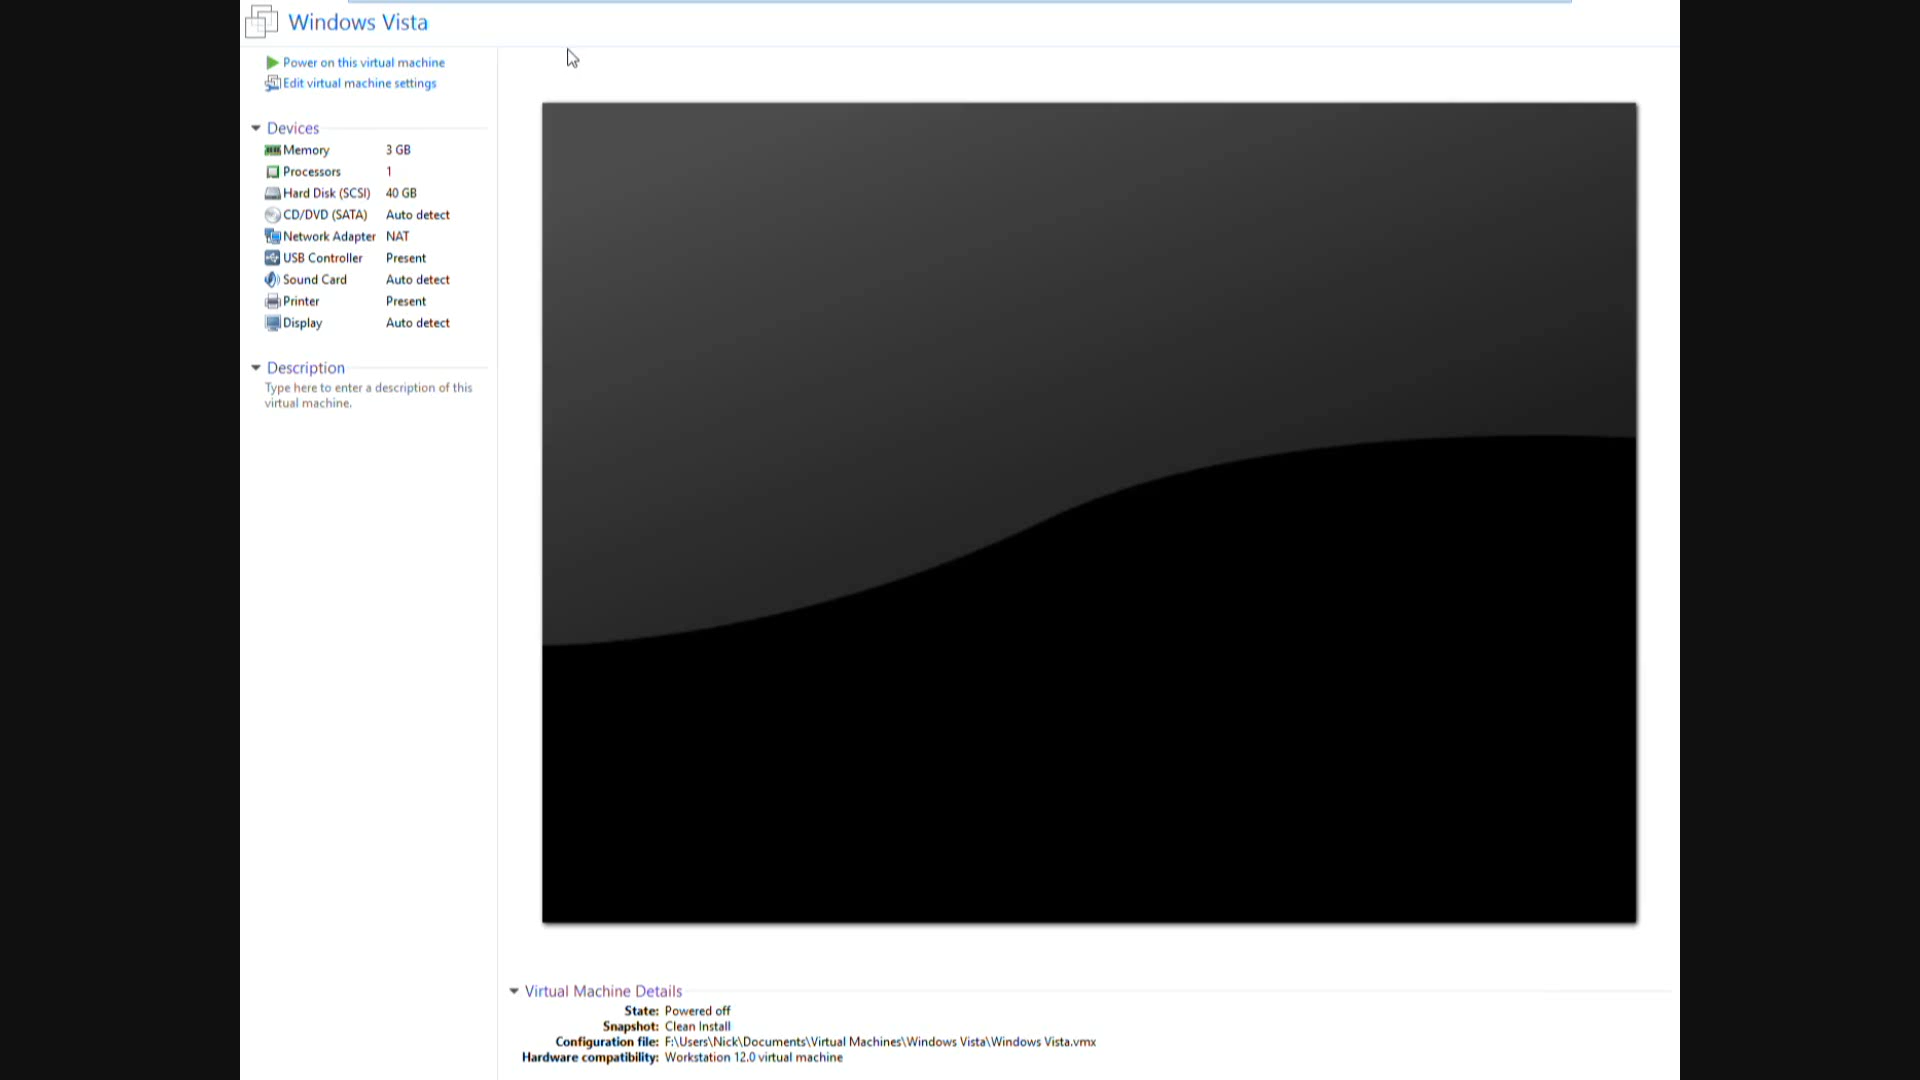 Windows Vista
Power on this virtual machine
Edit virtual machine settings
Devices
Memory 3 GB
Processors 1
Hard Disk (SCSI) 40 GB
CD/DVD (SATA) Auto detect
Network Adapter NAT
USB Controller Present
Sound Card Auto detect
Printer Present
Display Auto detect
Description
Type here to enter a description of this
virtual machine.
Virtual Machine Details
State: Powered off
Snapshot: Clean Install
Configuration file: F:\Users\Nick\Documents\Virtual Machines\Windows Vista\Windows Vista.vmx
Hardware compatibility: Workstation 12.0 virtual machine